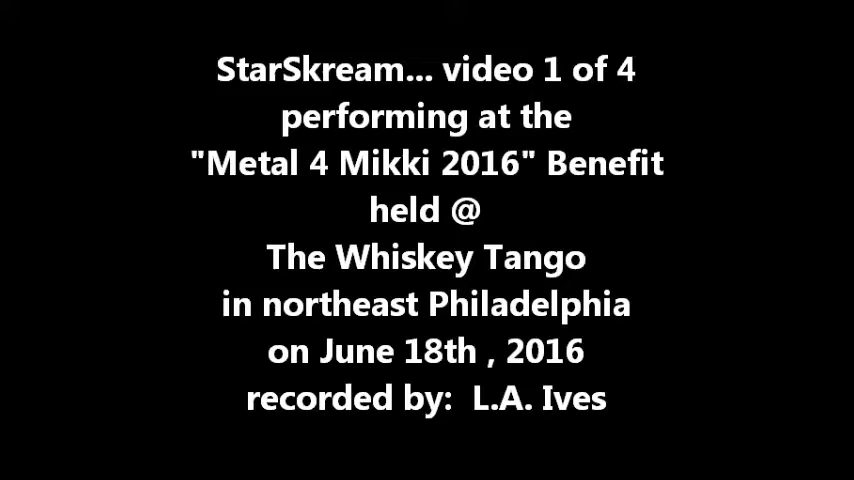 StarSkream... video 1 of 4
performing at the
"Metal 4 Mikki 2016" Benefit
held @
The Whiskey Tango
in northeast Philadelphia
on June 18th , 2016
recorded by:  L.A. Ives